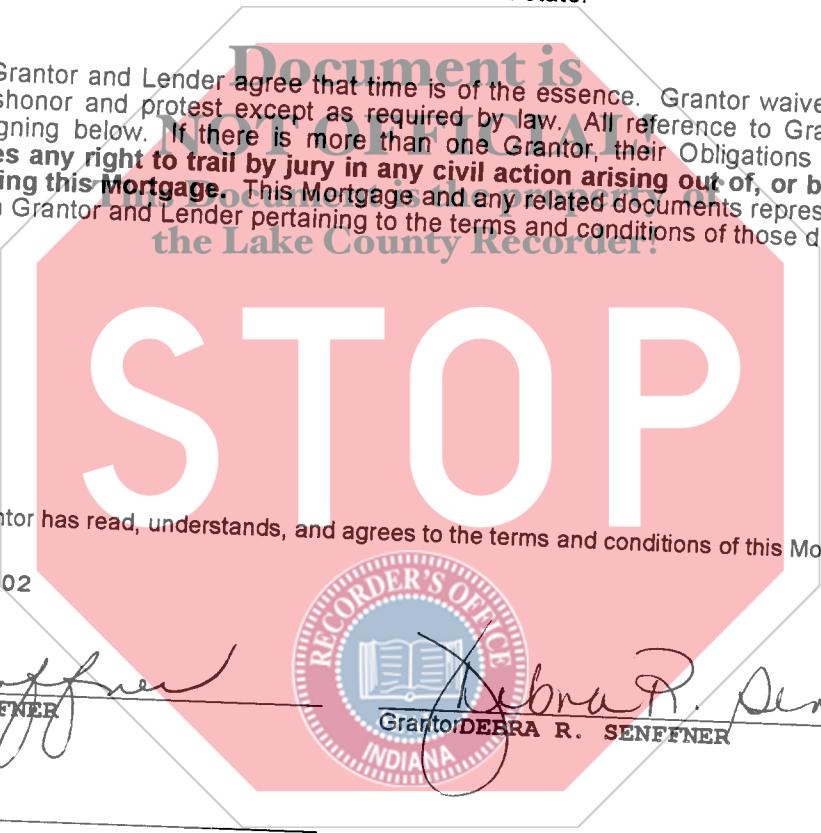 Document is
Grantor and Lender agree that time is of the essence. Grantor waive
shonor and protest except as required by law. All reference to Gra
NOT OFFICIAL
gning below. If there is more than one Grantor, their Obligations
es any right to trail by jury in any civil action arising out of, or b
ing this Mortgage. This Mortgage and any related documents repres
This Document is the property of
Grantor and Lender pertaining to the terms and conditions of those d
the Lake County Recorder!
STOP
ntor has read, understands, and agrees to the terms and conditions of this Mo
02
RECORDER'S OFFICE
INDIANA
ffner
FNER
Debra R. Sen
Grantor DEBRA R. SENFFNER